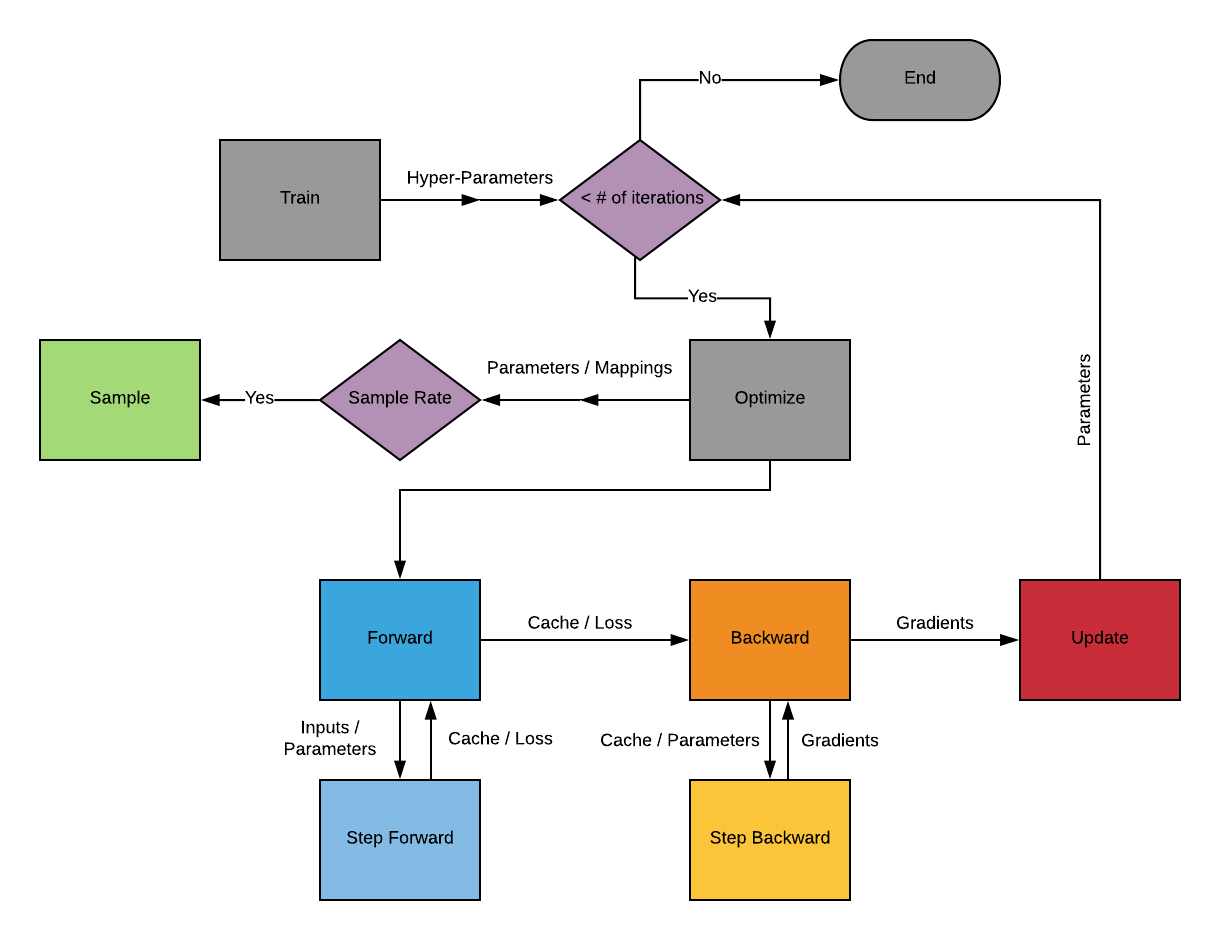 No
End
Train
Hyper-Parameters
< # of iterations
Yes
Sample
Yes
Sample Rate
Parameters / Mappings
Optimize
Parameters
Forward
Cache / Loss
Backward
Gradients
Update
Inputs /
Parameters
Cache / Loss
Cache / Parameters
Gradients
Step Forward
Step Backward